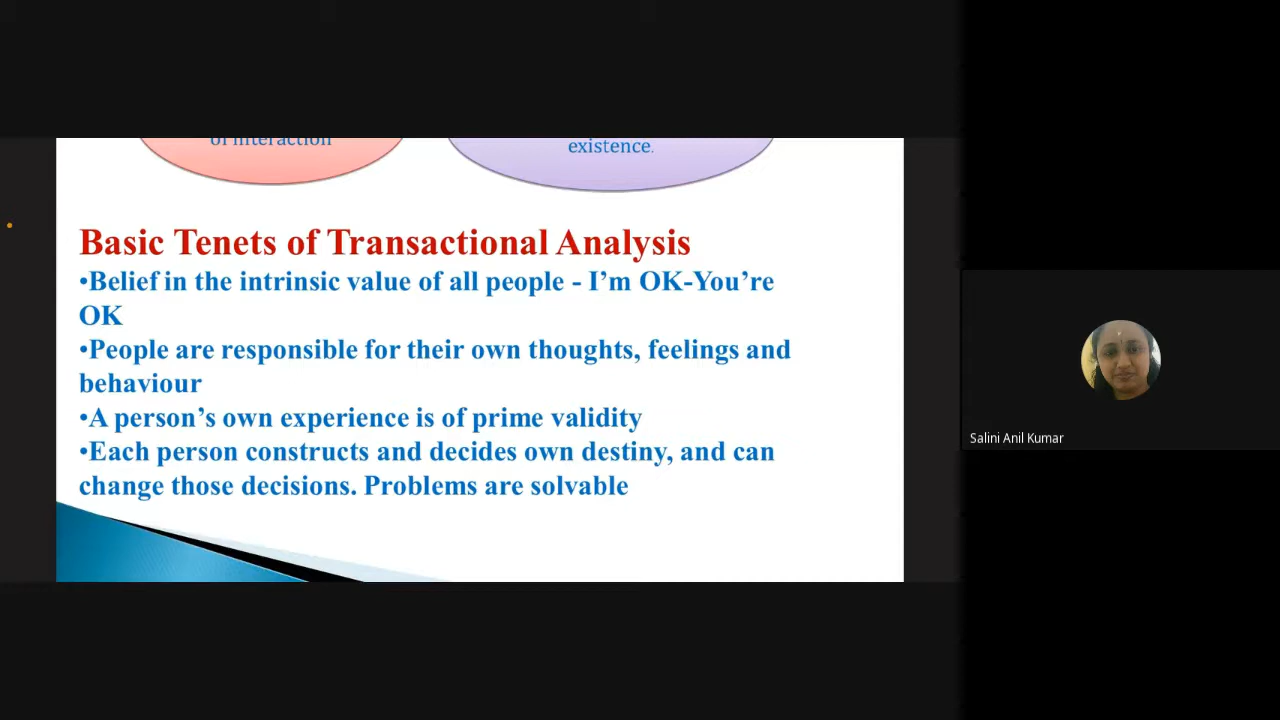 of interaction
existence.
Basic Tenets of Transactional Analysis
•Belief in the intrinsic value of all people - I’m OK-You’re
OK
•People are responsible for their own thoughts, feelings and
behaviour
•A person’s own experience is of prime validity
•Each person constructs and decides own destiny, and can
change those decisions. Problems are solvable
Salini Anil Kumar